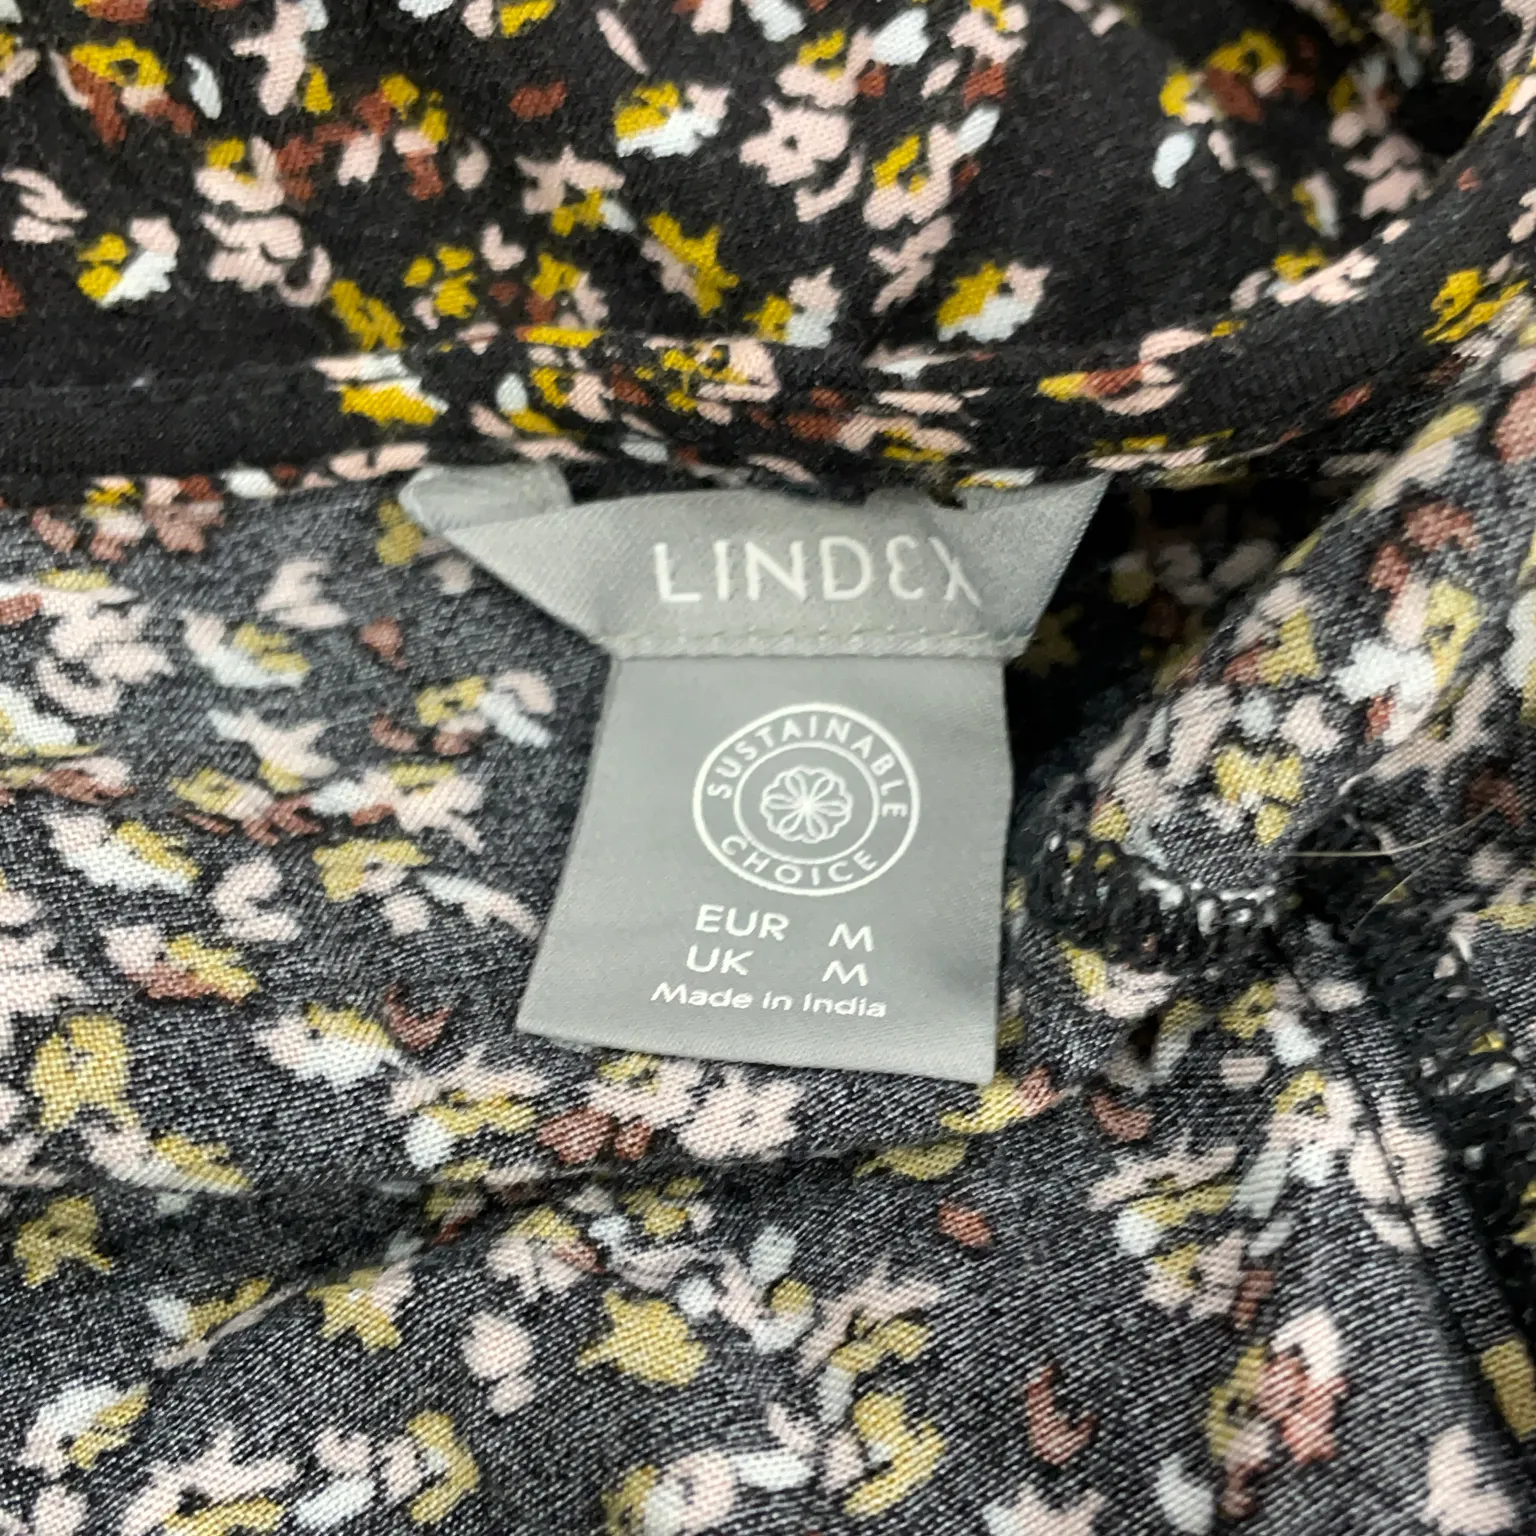 LINDEX
SUSTAINABLE
CHOICE
EUR M
UK M
Made in India